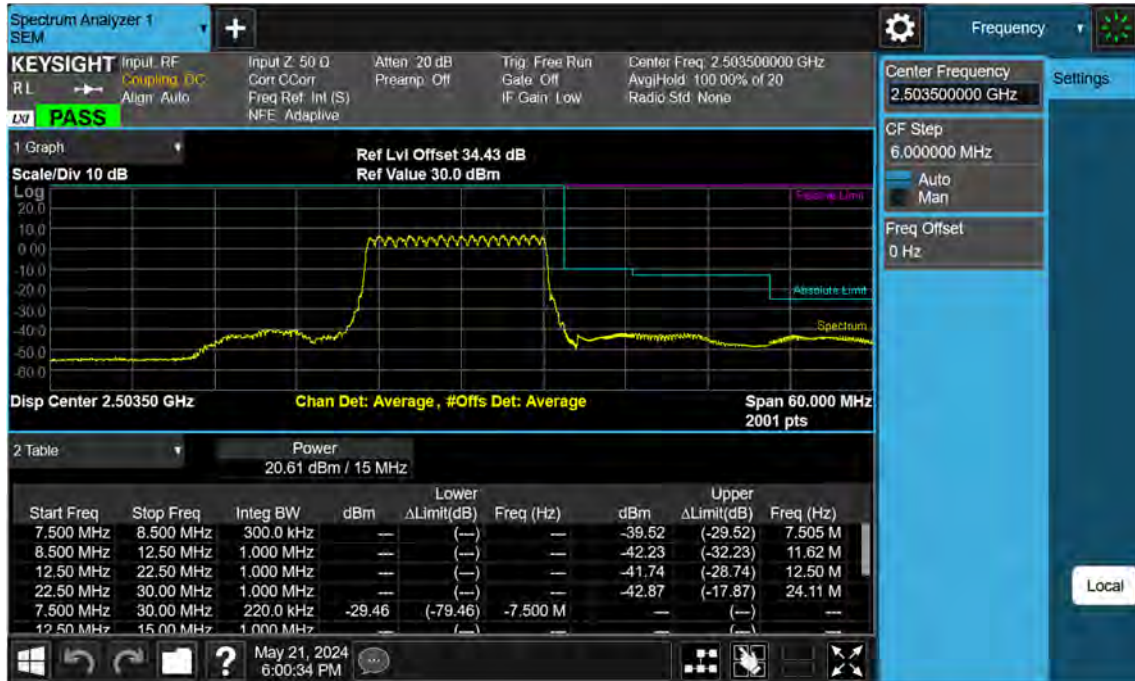 Spectrum Analyzer 1
SEM
Frequency
KEYSIGHT
RL
LXI PASS
Input: RF
Coupling: DC
Align: Auto
Input Z: 50 Ω
Corr CCorr
Freq Ref: Int (S)
NFE: Adaptive
Atten: 20 dB
Preamp: Off
Trig: Free Run
Gate: Off
IF Gain: Low
Center Freq: 2.503500000 GHz
Avg|Hold: 100.00% of 20
Radio Std: None
Center Frequency
2.503500000 GHz
Settings
CF Step
6.000000 MHz
Auto
Man
Freq Offset
0 Hz
1 Graph
Scale/Div 10 dB
Ref Lvl Offset 34.43 dB
Ref Value 30.0 dBm
Log
20.0
10.0
0.00
-10.0
-20.0
-30.0
-40.0
-50.0
-60.0
Relative Limit
Absolute Limit
Spectrum
Disp Center 2.50350 GHz
Chan Det: Average, #Offs Det: Average
Span 60.000 MHz
2001 pts
2 Table
Power
20.61 dBm / 15 MHz
Lower Upper
Start Freq Stop Freq Integ BW dBm ΔLimit(dB) Freq (Hz) dBm ΔLimit(dB) Freq (Hz)
7.500 MHz 8.500 MHz 300.0 kHz --- (---) --- -39.52 (-29.52) 7.505 M
8.500 MHz 12.50 MHz 1.000 MHz --- (---) --- -42.23 (-32.23) 11.62 M
12.50 MHz 22.50 MHz 1.000 MHz --- (---) --- -41.74 (-28.74) 12.50 M
22.50 MHz 30.00 MHz 1.000 MHz --- (---) --- -42.87 (-17.87) 24.11 M
7.500 MHz 30.00 MHz 220.0 kHz -29.46 (-79.46) -7.500 M --- (---) ---
12.50 MHz 15.00 MHz 1.000 MHz --- (---) --- --- (---) ---
Local
?
May 21, 2024
6:00:34 PM